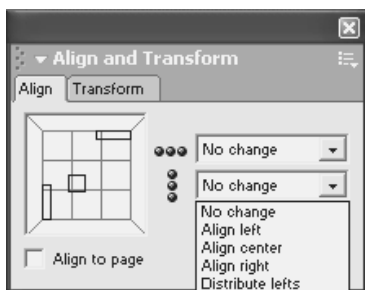 Align and Transform
Align Transform
No change
No change
No change
Align left
Align center
Align right
Distribute lefts
Align to page